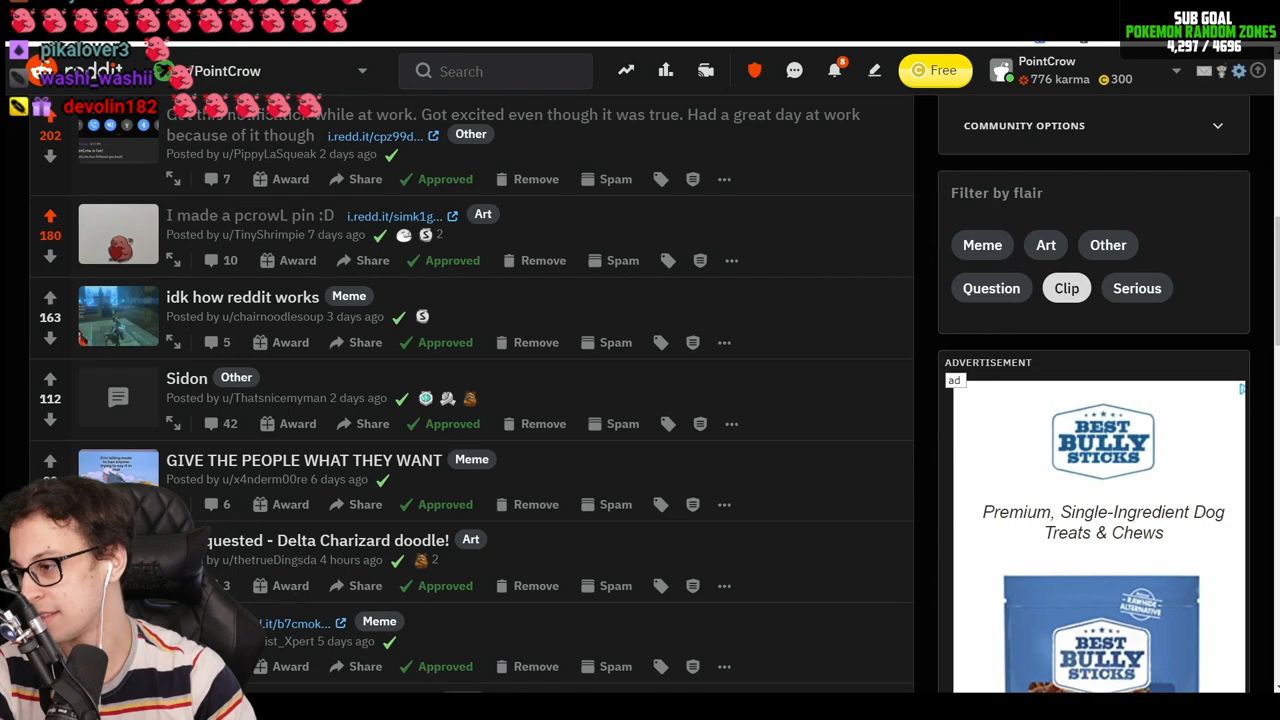 SUB GOAL
POKEMON RANDOM ZONES
4,297 / 4696
pikalover3
washi_washii
devolin182
reddit
/PointCrow
Search
8
Free
PointCrow
776 karma
300
while at work. Got excited even though it was true. Had a great day at work
because of it though i.redd.it/cpz99d... Other
202
Posted by u/PippyLaSqueak 2 days ago
7 Award Share Approved Remove Spam
I made a pcrowL pin :D i.redd.it/simk1g... Art
180
Posted by u/TinyShrimpie 7 days ago 2
10 Award Share Approved Remove Spam
idk how reddit works Meme
163
Posted by u/chairnoodlesoup 3 days ago
5 Award Share Approved Remove Spam
Sidon Other
112
Posted by u/Thatsnicemyman 2 days ago
42 Award Share Approved Remove Spam
GIVE THE PEOPLE WHAT THEY WANT Meme
Posted by u/x4nderm00re 6 days ago
6 Award Share Approved Remove Spam
quested - Delta Charizard doodle! Art
by u/thetrueDingsda 4 hours ago 2
3 Award Share Approved Remove Spam
d.it/b7cmok... Meme
ist_Xpert 5 days ago
Award Share Approved Remove Spam
COMMUNITY OPTIONS
Filter by flair
Meme Art Other
Question Clip Serious
ADVERTISEMENT
ad
BEST
BULLY
STICKS
Premium, Single-Ingredient Dog
Treats & Chews
RAWHIDE
ALTERNATIVE
BEST
BULLY
STICKS